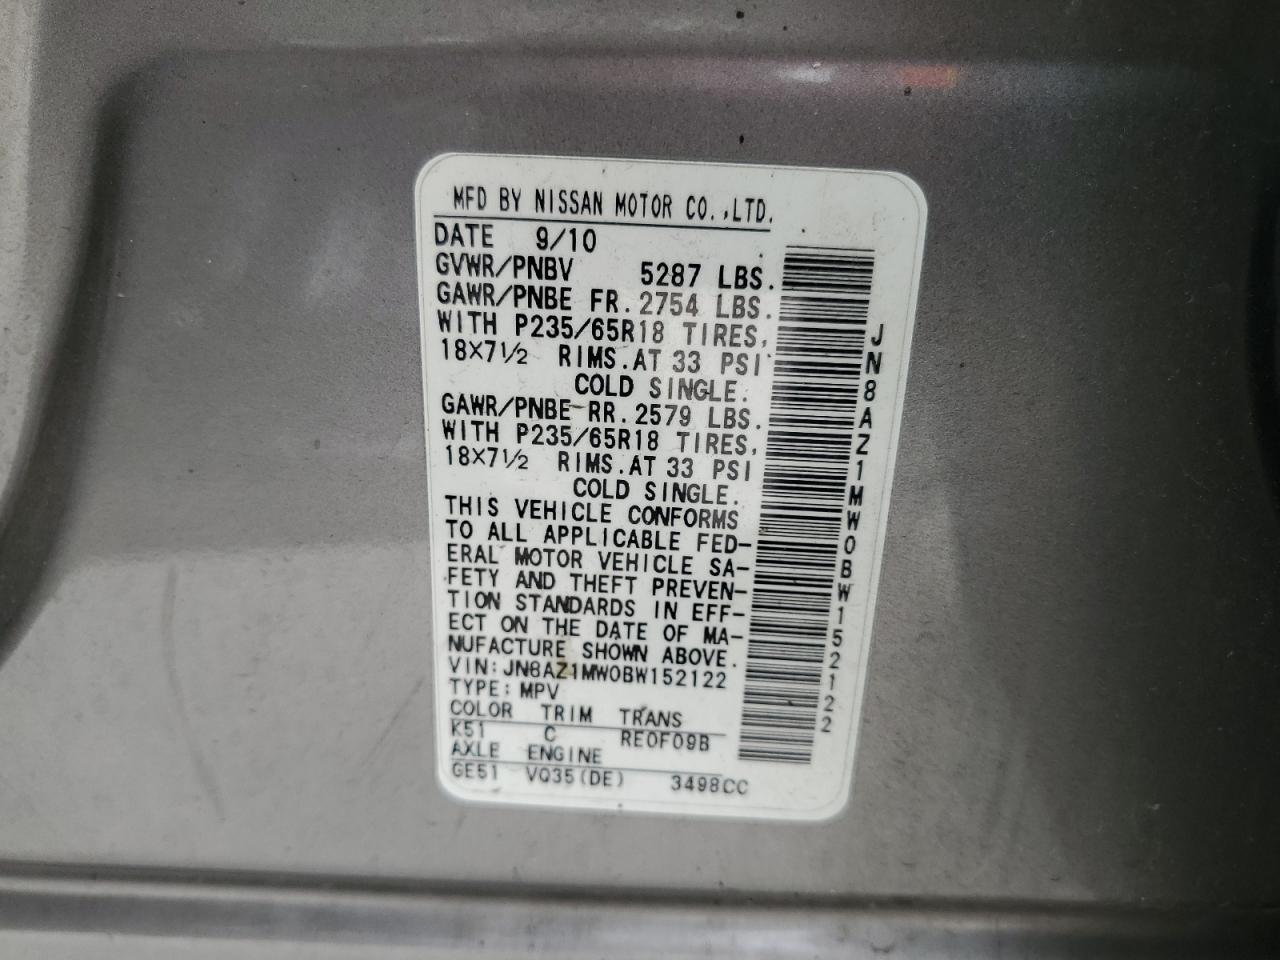 MFD BY NISSAN MOTOR CO.,LTD.
DATE 9/10
GVWR/PNBV 5287 LBS.
GAWR/PNBE FR. 2754 LBS.
WITH P235/65R18 TIRES,
18X7½ RIMS.AT 33 PSI
COLD SINGLE.
GAWR/PNBE RR. 2579 LBS.
WITH P235/65R18 TIRES,
18X7½ RIMS.AT 33 PSI
COLD SINGLE.
THIS VEHICLE CONFORMS
TO ALL APPLICABLE FED-
ERAL MOTOR VEHICLE SA-
FETY AND THEFT PREVEN-
TION STANDARDS IN EFF-
ECT ON THE DATE OF MA-
NUFACTURE SHOWN ABOVE.
VIN:JN8AZ1MW0BW152122
TYPE: MPV
COLOR TRIM TRANS
K51 C RE0F09B
AXLE ENGINE
GE51 VQ35(DE) 3498CC
JN8AZ1MW0BW152122